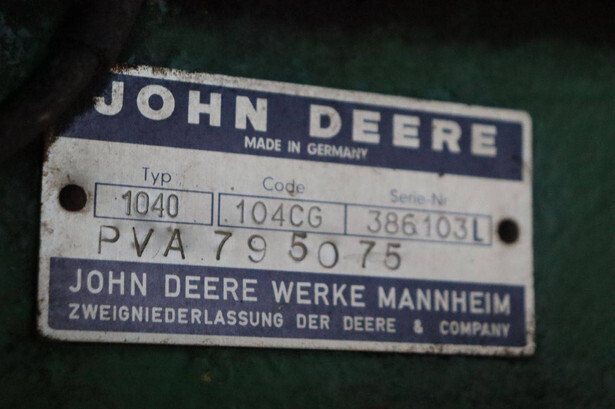 JOHN DEERE
MADE IN GERMANY
Typ Code Serie-Nr
1040 104CG 386103L
PVA 795075
JOHN DEERE WERKE MANNHEIM
ZWEIGNIEDERLASSUNG DER DEERE & COMPANY